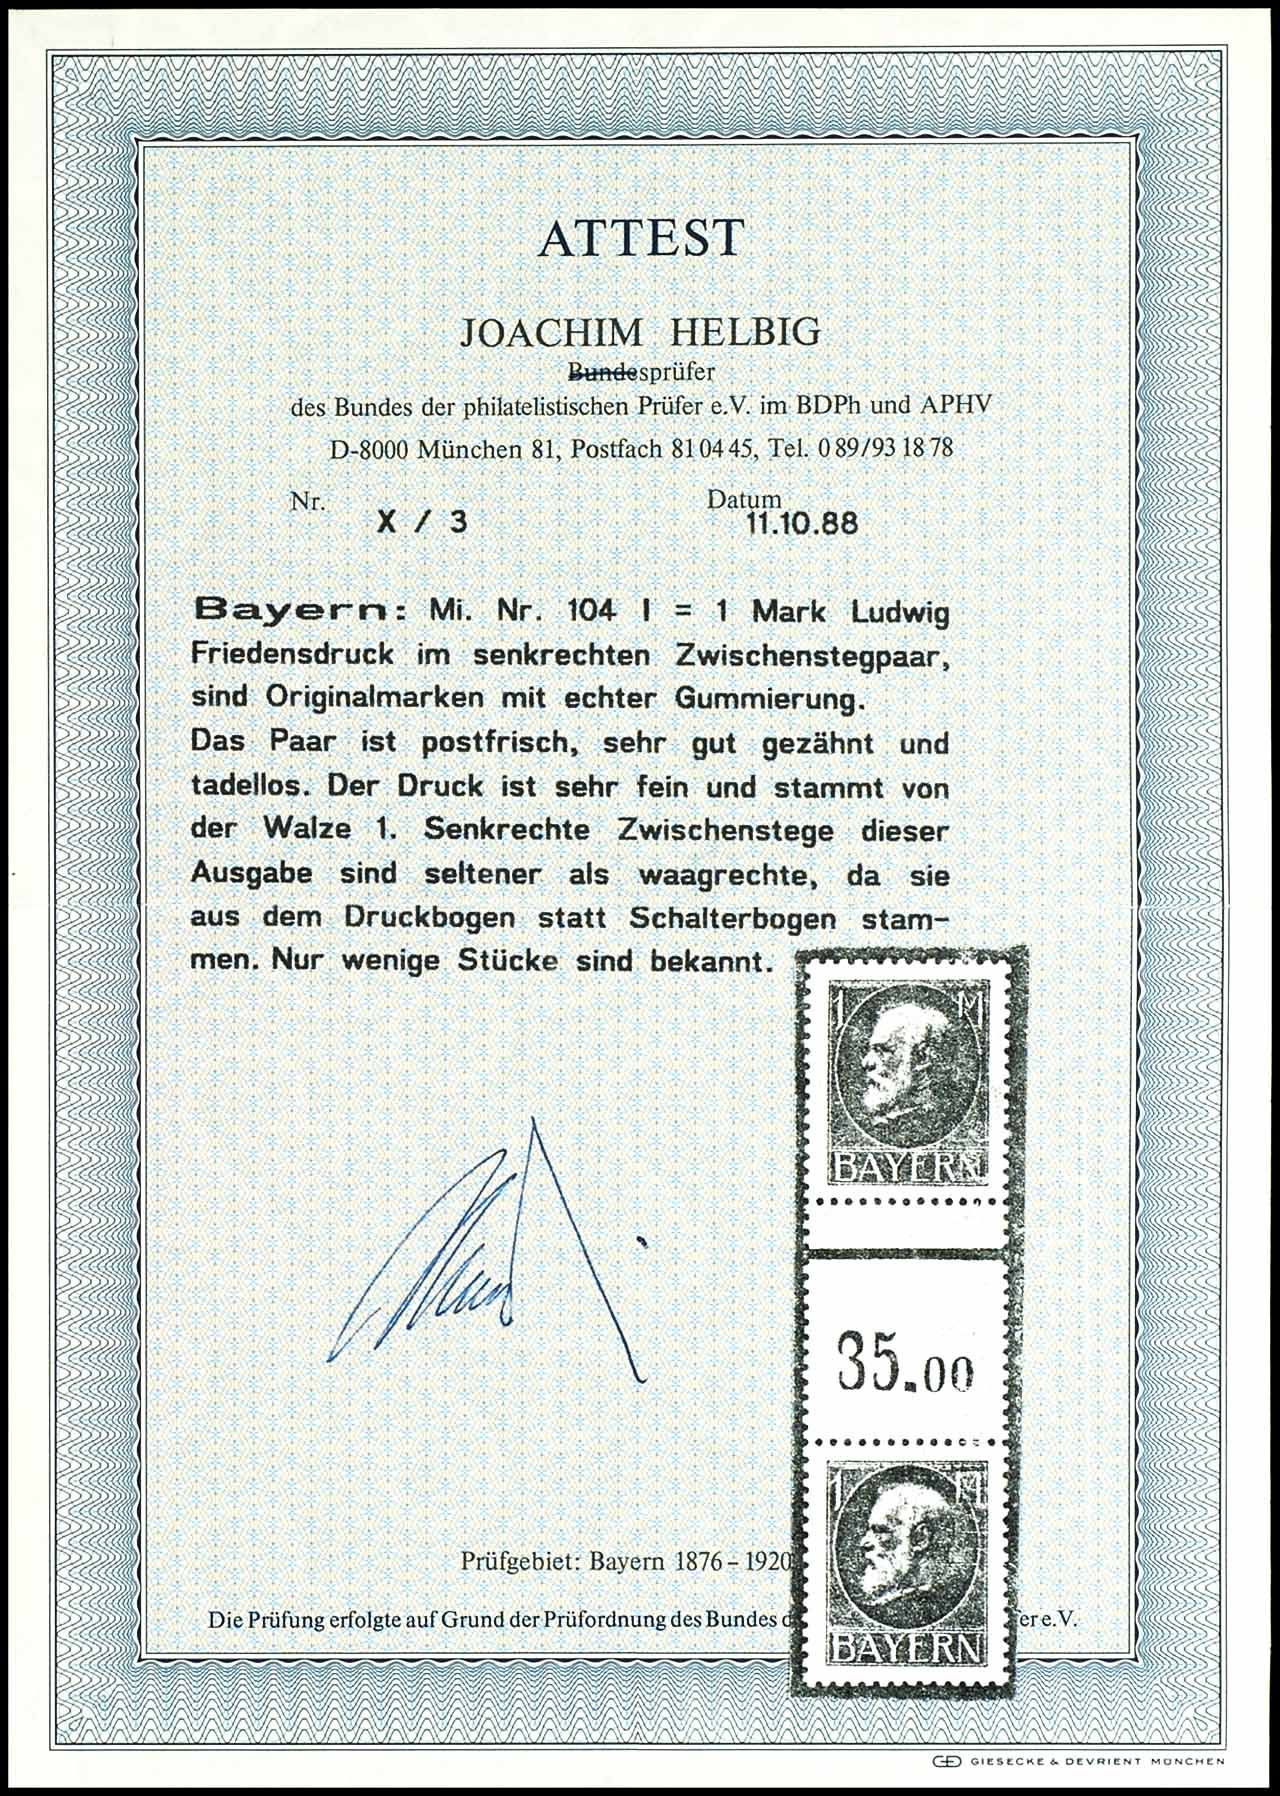 ATTEST
JOACHIM HELBIG
Bundesprüfer
des Bundes der philatelistischen Prüfer e.V. im BDPh und APHV
D-8000 München 81, Postfach 81 04 45, Tel. 0 89/93 18 78
Nr. X / 3 Datum 11.10.88
Bayern: Mi. Nr. 104 I = 1 Mark Ludwig
Friedensdruck im senkrechten Zwischenstegpaar,
sind Originalmarken mit echter Gummierung.
Das Paar ist postfrisch, sehr gut gezähnt und
tadellos. Der Druck ist sehr fein und stammt von
der Walze 1. Senkrechte Zwischenstege dieser
Ausgabe sind seltener als waagrechte, da sie
aus dem Druckbogen statt Schalterbogen stam-
men. Nur wenige Stücke sind bekannt.
1 M
BAYERN
35.00
1 M
BAYERN
Prüfgebiet: Bayern 1876 – 1920
Die Prüfung erfolgte auf Grund der Prüfordnung des Bundes e.V.
GIESECKE & DEVRIENT MÜNCHEN